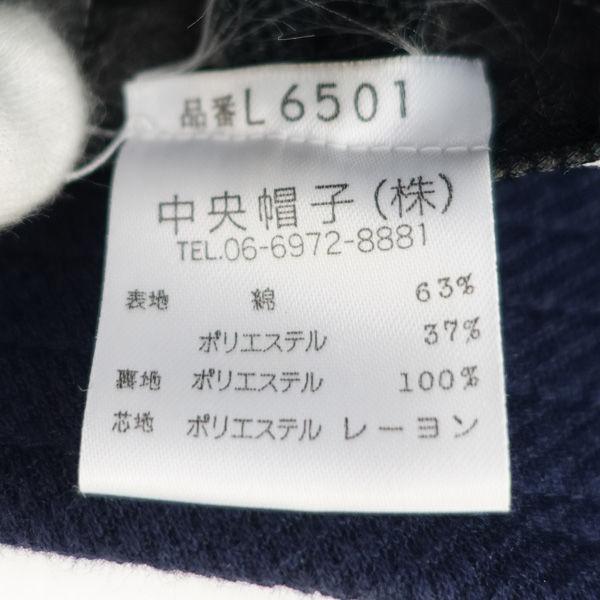 品番L6501
中央帽子(株)
TEL.06-6972-8881
表地 綿 63%
ポリエステル 37%
裏地 ポリエステル 100%
芯地 ポリエステル レーヨン